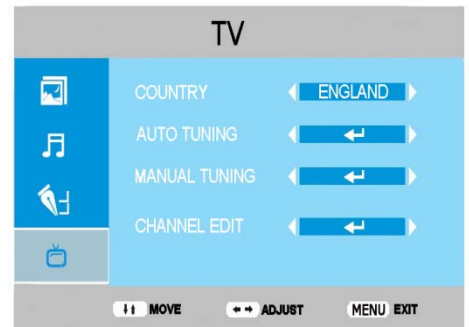 TV
COUNTRY ENGLAND
AUTO TUNING
MANUAL TUNING
CHANNEL EDIT
MOVE ADJUST MENU EXIT